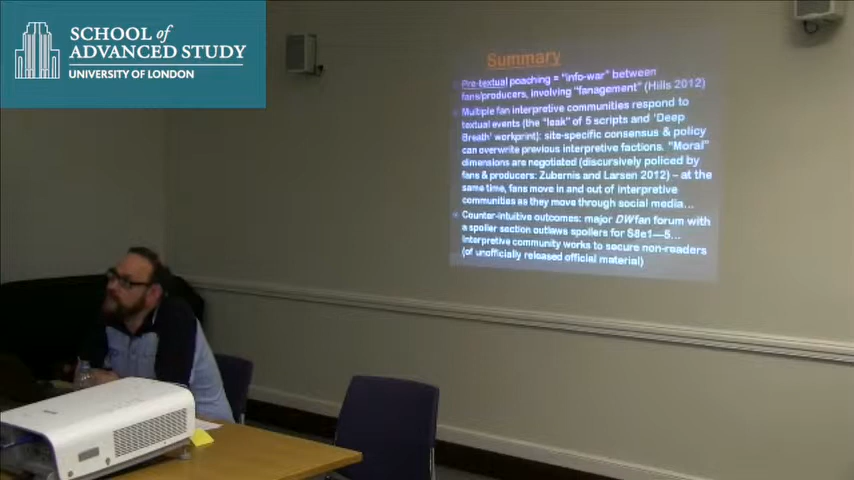 SCHOOL of
ADVANCED STUDY
UNIVERSITY OF LONDON
Summary
Pre-textual poaching = "info-war" between
fans/producers, involving "fanagement" (Hills 2012)
Multiple fan interpretive communities respond to
textual events (the "leak" of 5 scripts and 'Deep
Breath' workprint): site-specific consensus & policy
can overwrite previous interpretive factions. "Moral"
dimensions are negotiated (discursively policed by
fans & producers: Zubernis and Larsen 2012) – at the
same time, fans move in and out of interpretive
communities as they move through social media…
Counter-intuitive outcomes: major DWfan forum with
a spoiler section outlaws spoilers for S8e1—5…
Interpretive community works to secure non-readers
(of unofficially released official material)